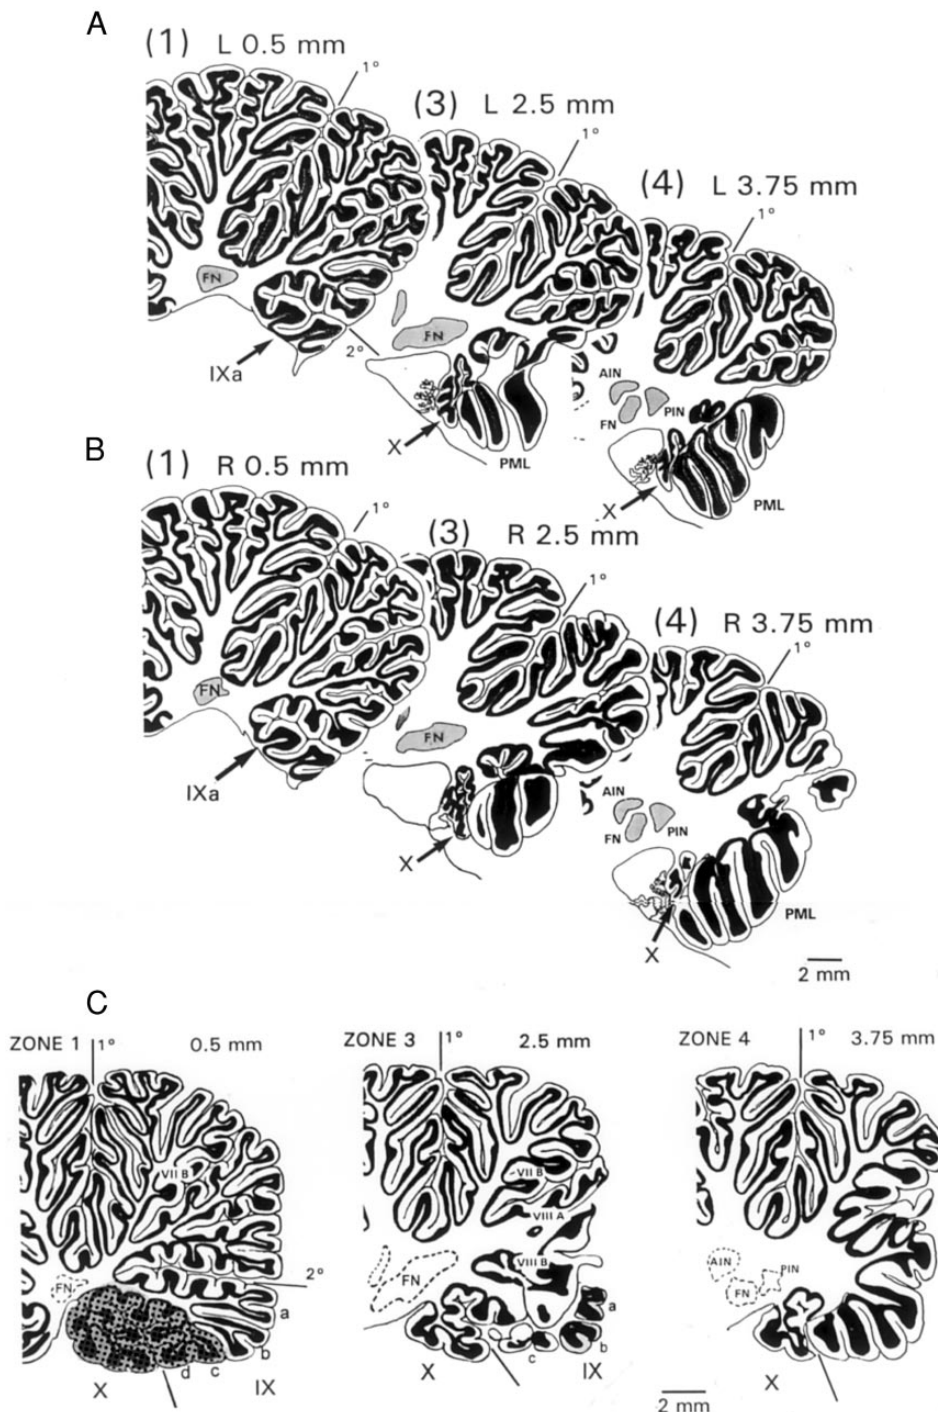 A
(1) L 0.5 mm
1°
(3) L 2.5 mm
1°
(4) L 3.75 mm
1°
FN
IXa
2°
FN
X
PML
AIN
FN
PIN
X
PML
B
(1) R 0.5 mm
1°
(3) R 2.5 mm
1°
(4) R 3.75 mm
1°
FN
IXa
FN
X
AIN
FN
PIN
X
PML
2 mm
C
ZONE 1
1°
0.5 mm
VII B
FN
2°
a
b
c
d
X
IX
ZONE 3
1°
2.5 mm
VII B
VIII A
VIII B
FN
a
b
c
X
IX
ZONE 4
1°
3.75 mm
AIN
FN
PIN
X
2 mm